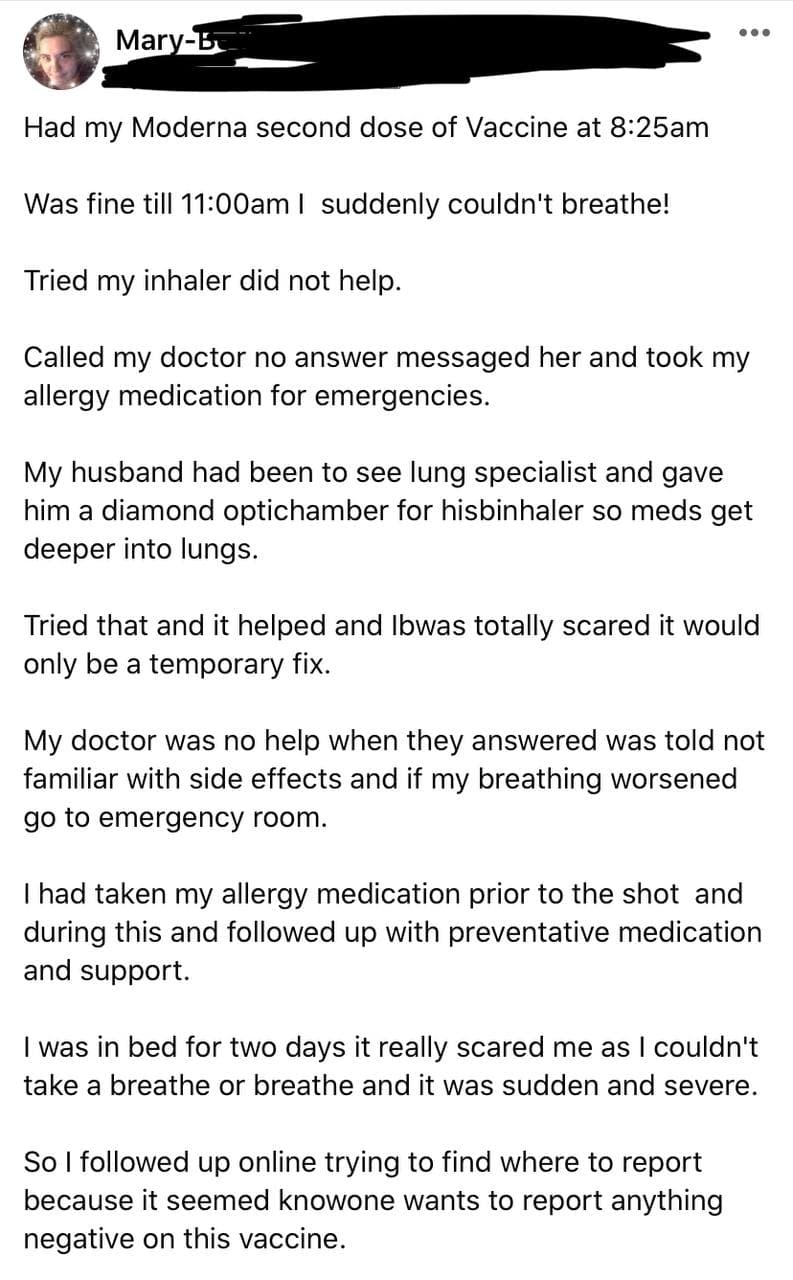 Mary-B
Had my Moderna second dose of Vaccine at 8:25am
Was fine till 11:00am I  suddenly couldn't breathe!
Tried my inhaler did not help.
Called my doctor no answer messaged her and took my
allergy medication for emergencies.
My husband had been to see lung specialist and gave
him a diamond optichamber for hisbinhaler so meds get
deeper into lungs.
Tried that and it helped and Ibwas totally scared it would
only be a temporary fix.
My doctor was no help when they answered was told not
familiar with side effects and if my breathing worsened
go to emergency room.
I had taken my allergy medication prior to the shot  and
during this and followed up with preventative medication
and support.
I was in bed for two days it really scared me as I couldn't
take a breathe or breathe and it was sudden and severe.
So I followed up online trying to find where to report
because it seemed knowone wants to report anything
negative on this vaccine.